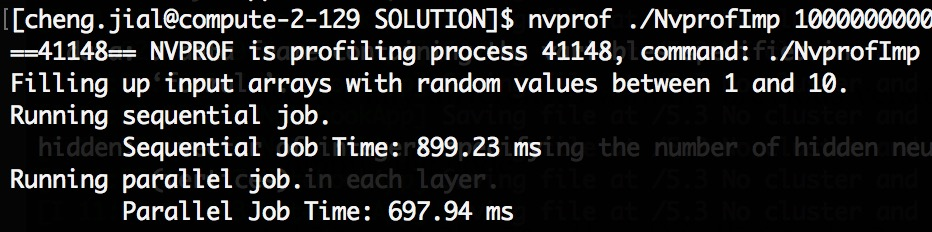 [[cheng.jial@compute-2-129 SOLUTION]$ nvprof ./NvprofImp 1000000000
==41148== NVPROF is profiling process 41148, command: ./NvprofImp
Filling up input arrays with random values between 1 and 10.
Running sequential job.
Sequential Job Time: 899.23 ms
Running parallel job.
Parallel Job Time: 697.94 ms